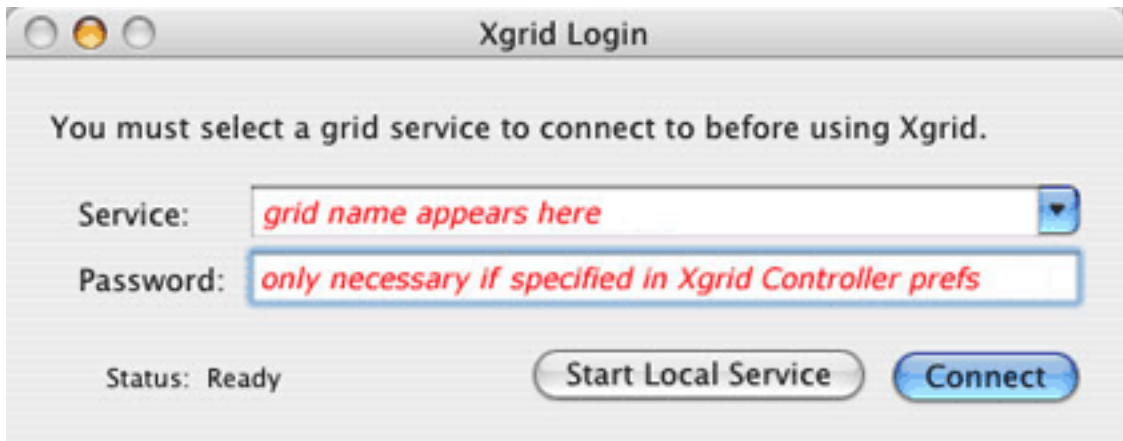 Xgrid Login
You must select a grid service to connect to before using Xgrid.
Service: grid name appears here
Password: only necessary if specified in Xgrid Controller prefs
Status: Ready Start Local Service Connect